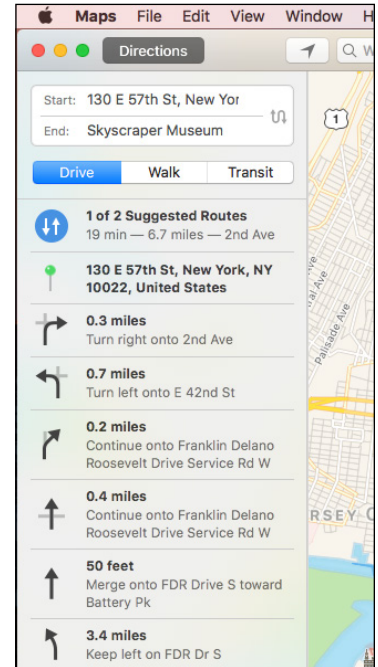 Maps File Edit View Window H
Directions
Start: 130 E 57th St, New Yor
End: Skyscraper Museum
Drive Walk Transit
1 of 2 Suggested Routes
19 min — 6.7 miles — 2nd Ave
130 E 57th St, New York, NY
10022, United States
0.3 miles
Turn right onto 2nd Ave
0.7 miles
Turn left onto E 42nd St
0.2 miles
Continue onto Franklin Delano
Roosevelt Drive Service Rd W
0.4 miles
Continue onto Franklin Delano
Roosevelt Drive Service Rd W
50 feet
Merge onto FDR Drive S toward
Battery Pk
3.4 miles
Keep left on FDR Dr S
1
Palisade Ave
RSEY